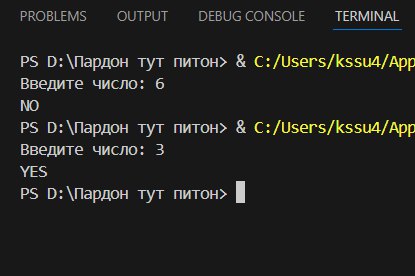 PROBLEMS OUTPUT DEBUG CONSOLE TERMINAL
PS D:\Пардон тут питон> & C:/Users/kssu4/App
Введите число: 6
NO
PS D:\Пардон тут питон> & C:/Users/kssu4/App
Введите число: 3
YES
PS D:\Пардон тут питон>